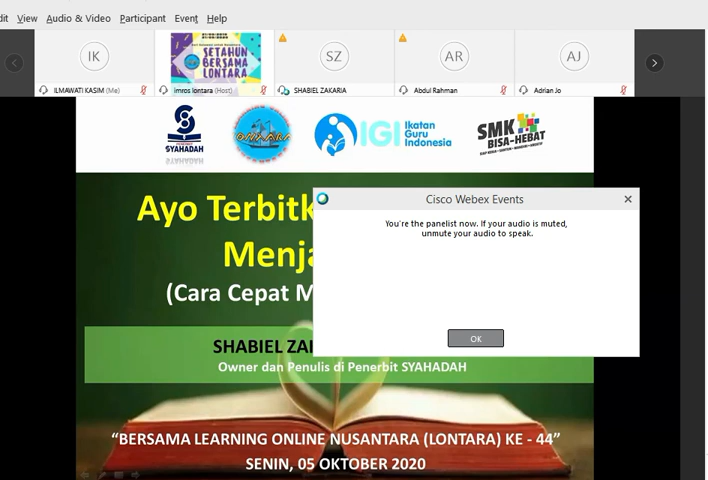 dit View Audio & Video Participant Event Help
IK
SETAHUN
BERSAMA
LONTARA
SZ
AR
AJ
ILMAWATI KASIM (Me)
Imros lontara (Host)
SHABIEL ZAKARIA
Abdul Rahman
Adrian Jo
SYAHADAH
IGI Ikatan
Guru
Indonesia
SMK
BISA-HEBAT
Cisco Webex Events
You're the panelist now. If your audio is muted,
unmute your audio to speak.
OK
Ayo Terbitk
Menja
(Cara Cepat M
SHABIEL ZAI
Owner dan Penulis di Penerbit SYAHADAH
“BERSAMA LEARNING ONLINE NUSANTARA (LONTARA) KE - 44”
SENIN, 05 OKTOBER 2020